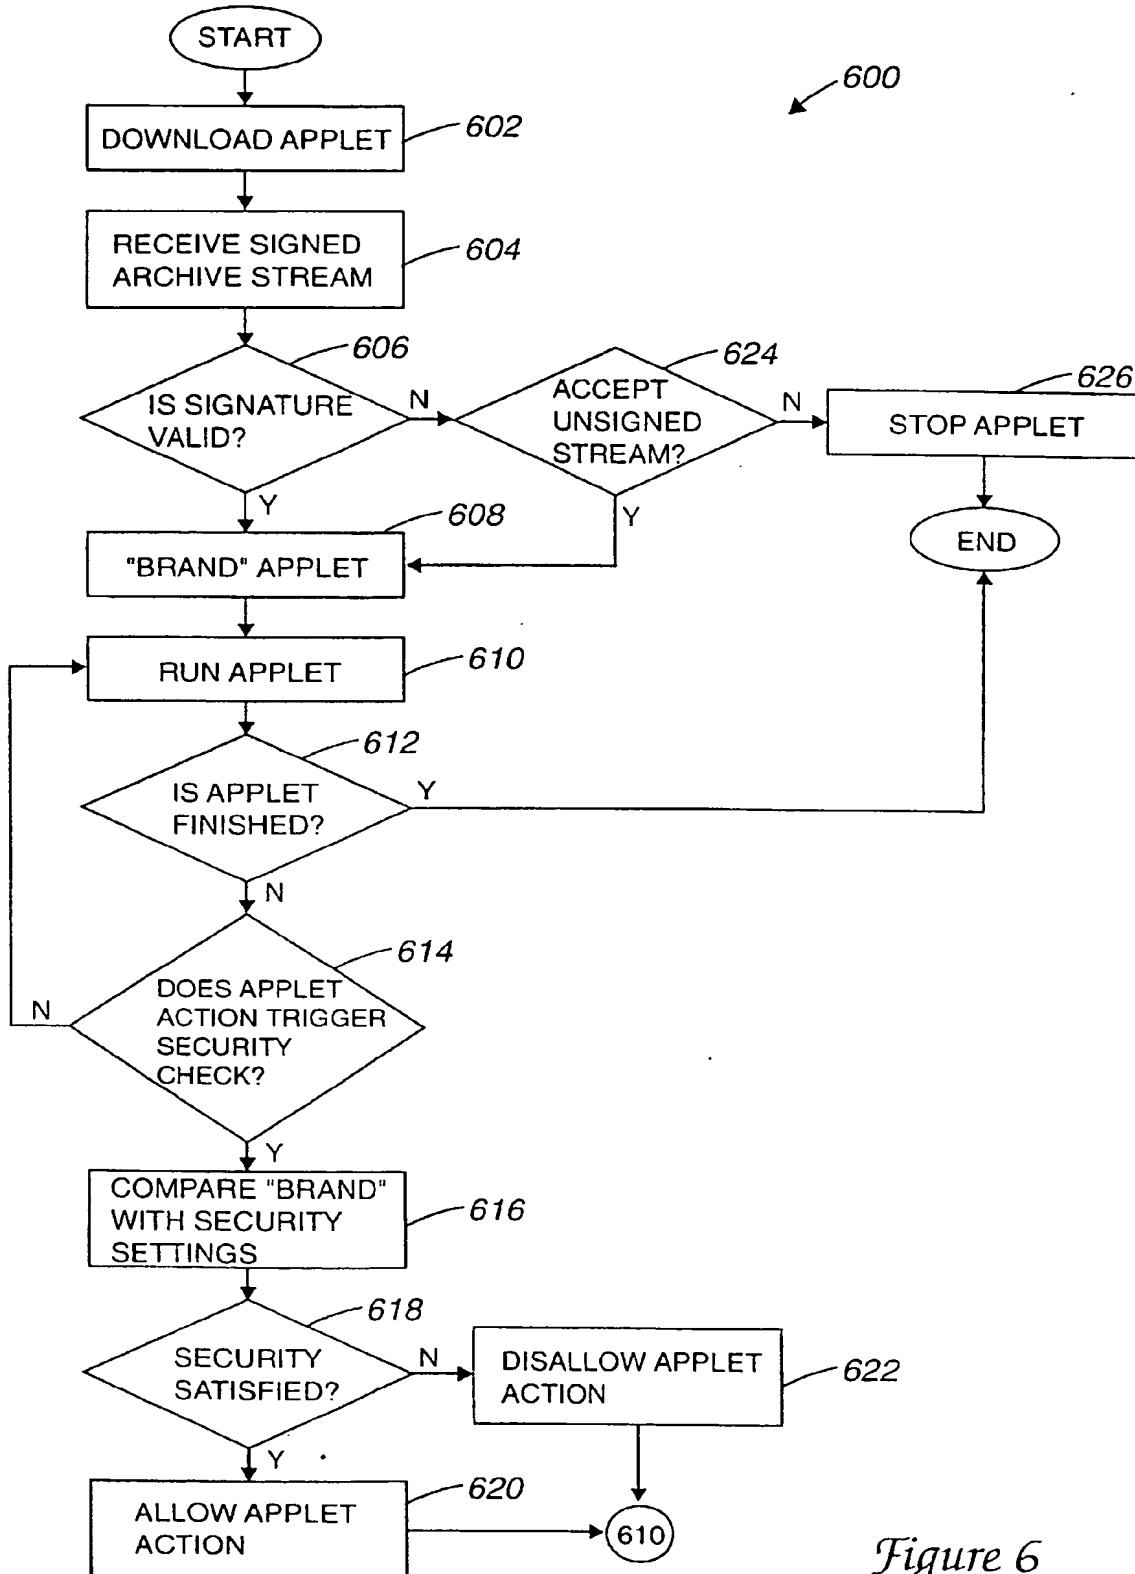 START
600
DOWNLOAD APPLET
602
RECEIVE SIGNED
ARCHIVE STREAM
604
IS SIGNATURE
VALID?
606
N
Y
ACCEPT
UNSIGNED
STREAM?
624
N
Y
STOP APPLET
626
END
"BRAND" APPLET
608
RUN APPLET
610
IS APPLET
FINISHED?
612
Y
N
DOES APPLET
ACTION TRIGGER
SECURITY
CHECK?
614
N
Y
COMPARE "BRAND"
WITH SECURITY
SETTINGS
616
SECURITY
SATISFIED?
618
N
Y
DISALLOW APPLET
ACTION
622
ALLOW APPLET
ACTION
620
610
Figure 6